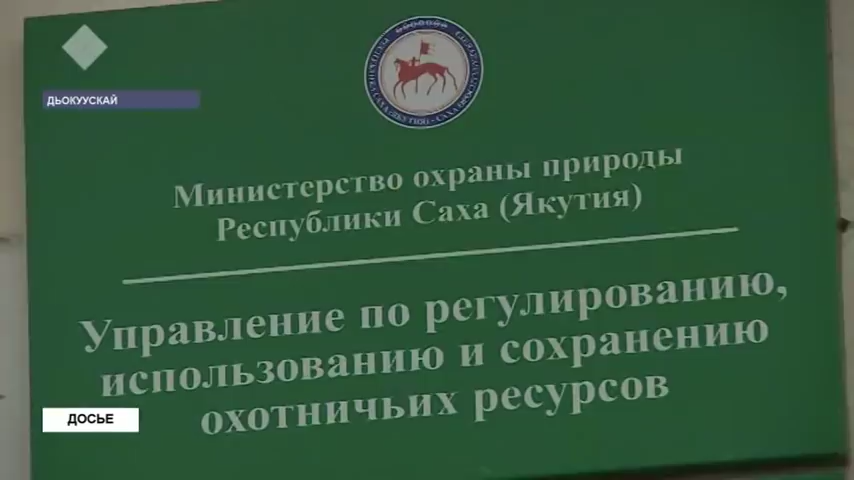 ДЬОКУУСКАЙ
Министерство охраны природы
Республики Саха (Якутия)
Управление по регулированию,
использованию и сохранению
охотничьих ресурсов
ДОСЬЕ